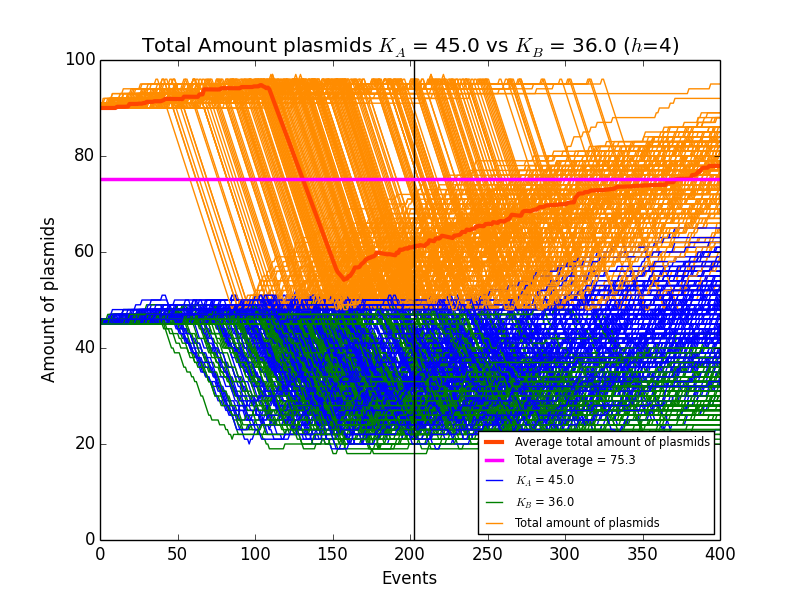 Total Amount plasmids K_A = 45.0 vs K_B = 36.0 (h=4)
100
80
60
40
20
0
Amount of plasmids
0 50 100 150 200 250 300 350 400
Events
Average total amount of plasmids
Total average = 75.3
K_A = 45.0
K_B = 36.0
Total amount of plasmids